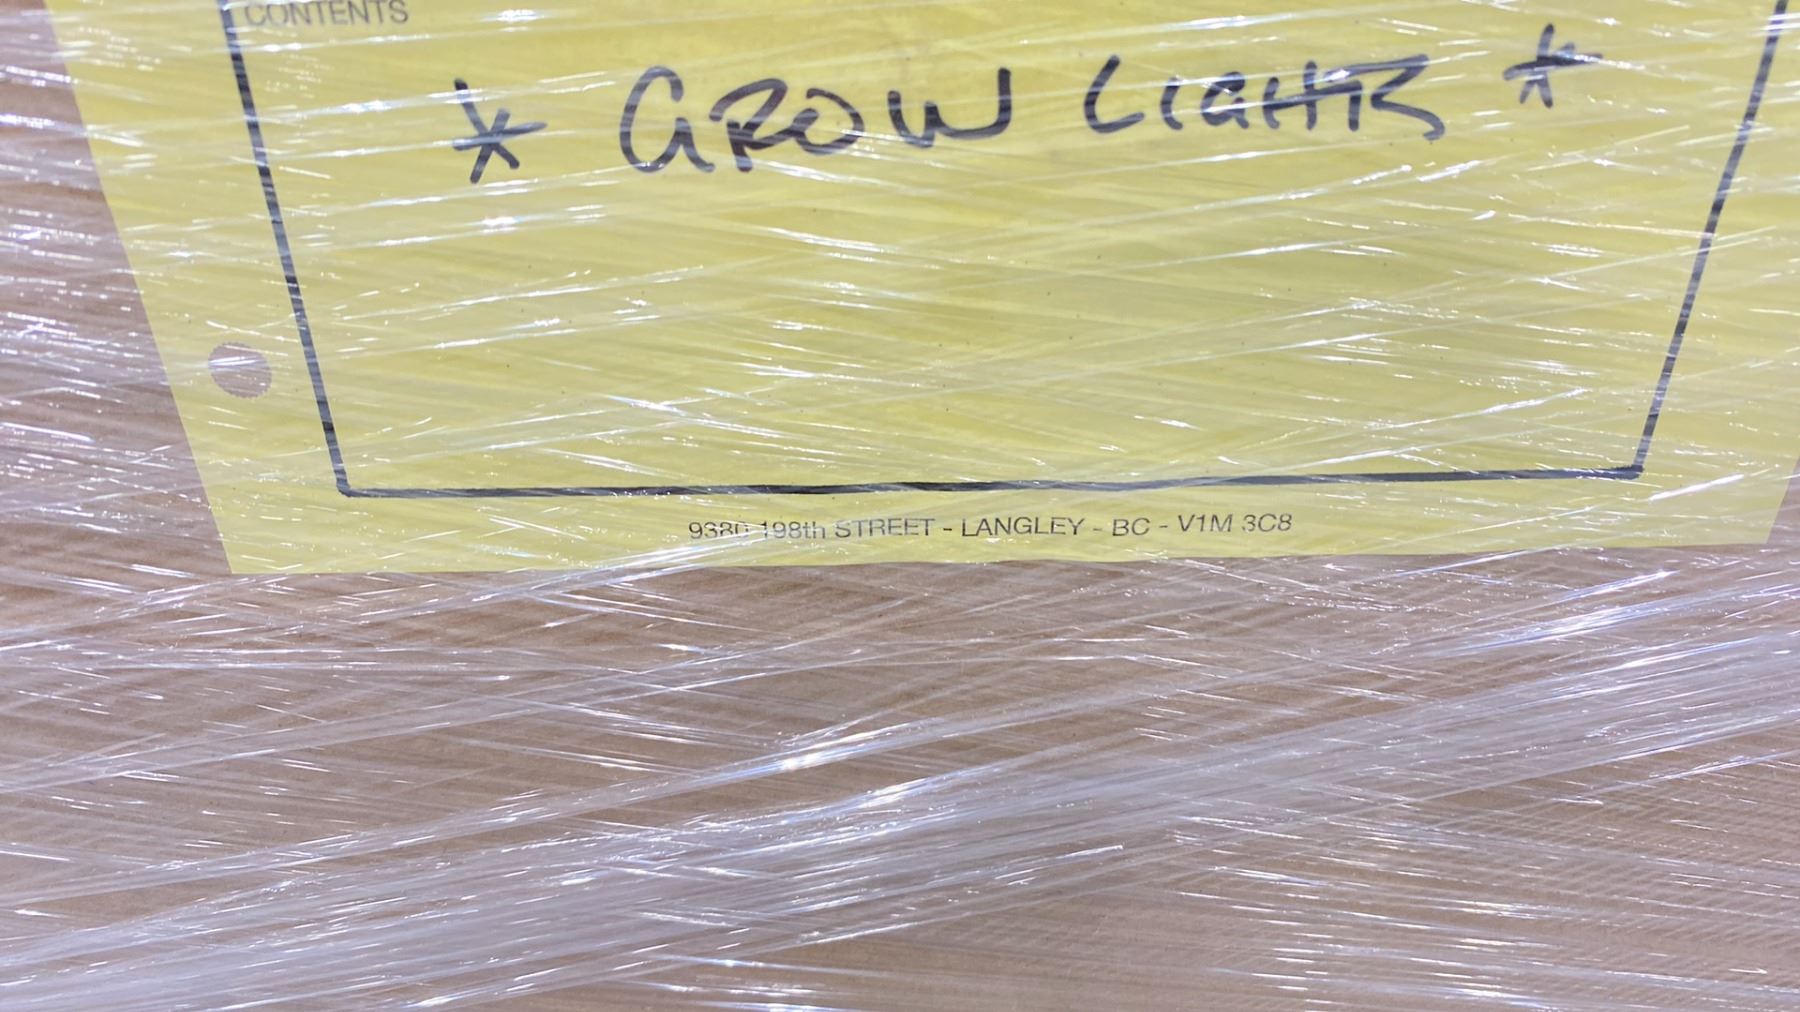 CONTENTS
* GROW LIGHTS *
9380 198th STREET - LANGLEY - BC - V1M 3C8